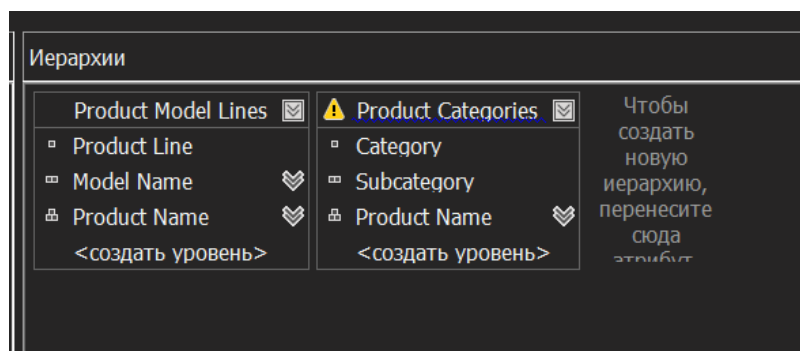 Иерархии
Product Model Lines
Product Line
Model Name
Product Name
<создать уровень>
Product Categories
Category
Subcategory
Product Name
<создать уровень>
Чтобы
создать
новую
иерархию,
перенесите
сюда
атрибут.